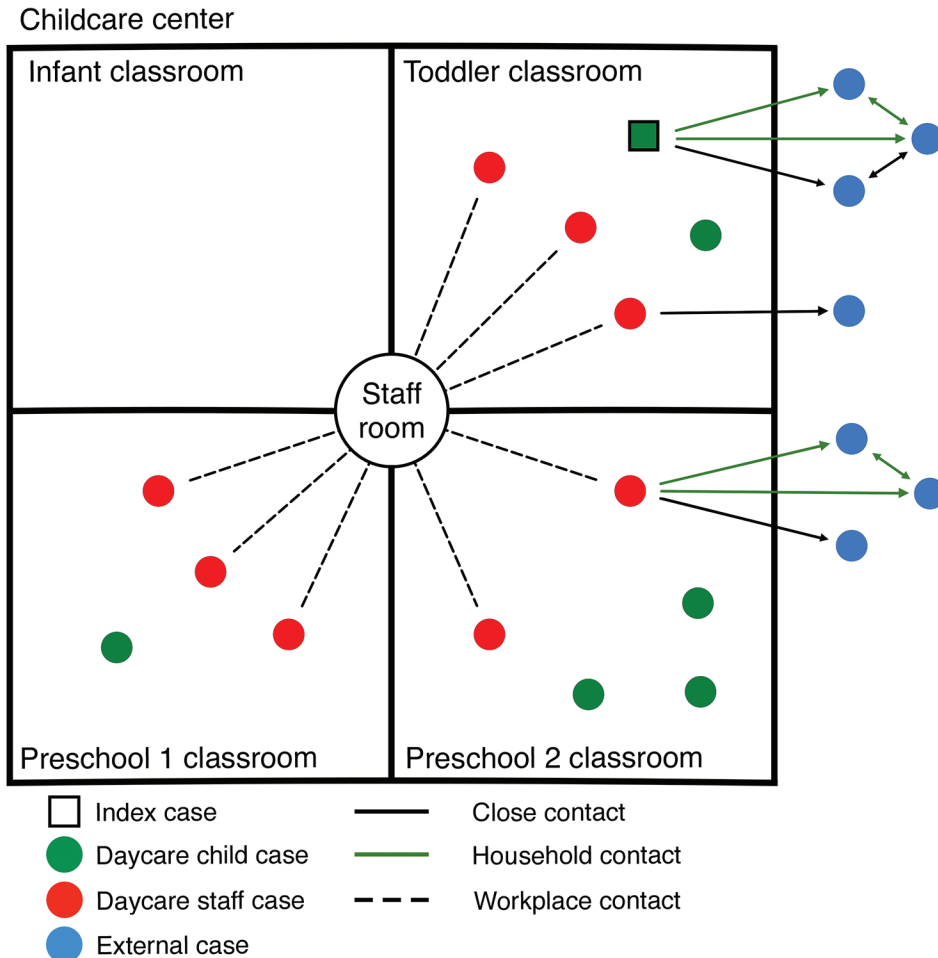 Childcare center
Infant classroom
Toddler classroom
Staff
room
Preschool 1 classroom
Preschool 2 classroom
Index case
Close contact
Daycare child case
Household contact
Daycare staff case
Workplace contact
External case